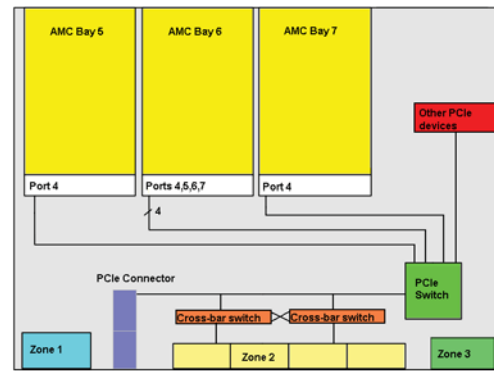 AMC Bay 5
AMC Bay 6
AMC Bay 7
Other PCIe
devices
Port 4
Ports 4,5,6,7
Port 4
4
PCIe Connector
PCIe
Switch
Cross-bar switch
Cross-bar switch
Zone 1
Zone 2
Zone 3